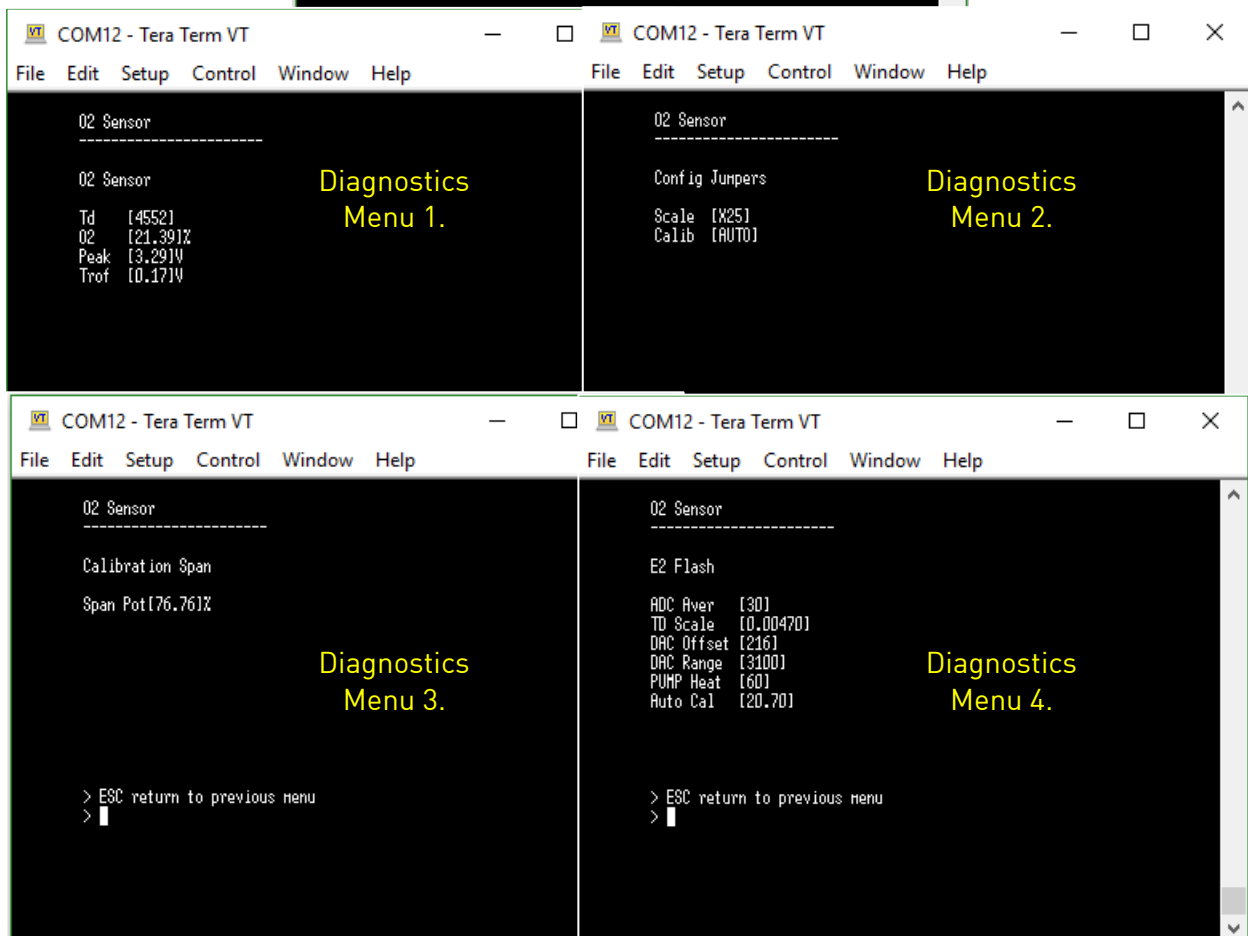 COM12 - Tera Term VT
File Edit Setup Control Window Help
O2 Sensor
-----------------------
O2 Sensor
Td [4552]
O2 [21.39]%
Peak [3.29]V
Trof [0.17]V
Diagnostics
Menu 1.
COM12 - Tera Term VT
File Edit Setup Control Window Help
O2 Sensor
-----------------------
Config Jumpers
Scale [X25]
Calib [AUTO]
Diagnostics
Menu 2.
COM12 - Tera Term VT
File Edit Setup Control Window Help
O2 Sensor
-----------------------
Calibration Span
Span Pot[76.76]%
Diagnostics
Menu 3.
> ESC return to previous menu
>
COM12 - Tera Term VT
File Edit Setup Control Window Help
O2 Sensor
-----------------------
E2 Flash
ADC Aver [30]
TD Scale [0.00470]
DAC Offset [216]
DAC Range [3100]
PUMP Heat [60]
Auto Cal [20.70]
Diagnostics
Menu 4.
> ESC return to previous menu
>